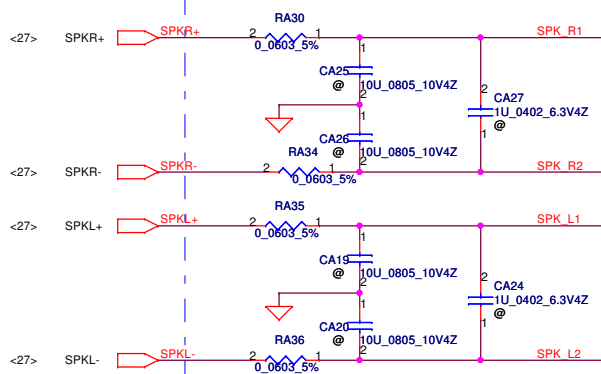 RA30
<27> SPKR+ SPKR+ 2 1 SPK_R1
0_0603_5%
1
CA25 10U_0805_10V4Z
@ 2
2 CA27
1U_0402_6.3V4Z
1 @
1
CA26 10U_0805_10V4Z
@ 2
RA34
<27> SPKR- SPKR- 2 1 SPK_R2
0_0603_5%
RA35
<27> SPKL+ SPKL+ 2 1 SPK_L1
0_0603_5%
1
CA19 10U_0805_10V4Z
@ 2
2 CA24
1U_0402_6.3V4Z
1 @
1
CA20 10U_0805_10V4Z
@ 2
RA36
<27> SPKL- SPKL- 2 1 SPK_L2
0_0603_5%